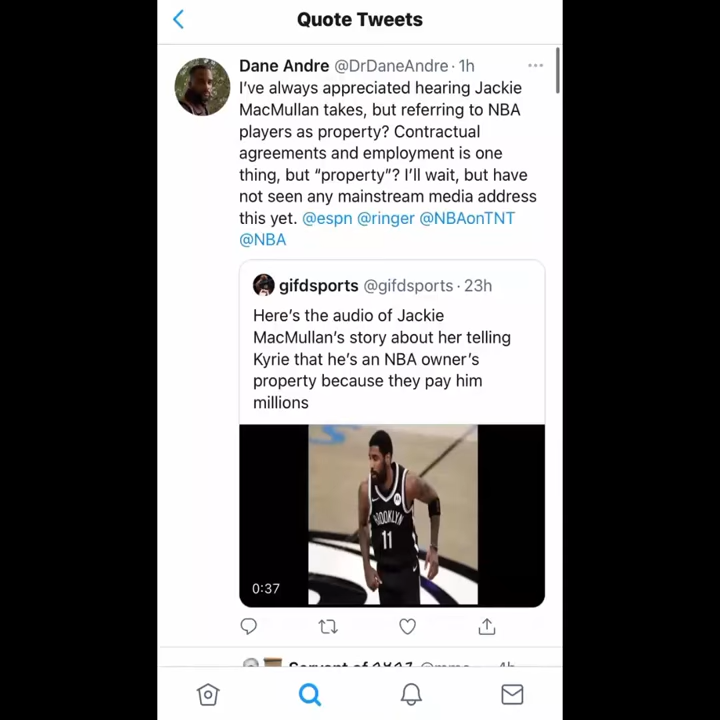 Quote Tweets
Dane Andre @DrDaneAndre · 1h
I've always appreciated hearing Jackie
MacMullan takes, but referring to NBA
players as property? Contractual
agreements and employment is one
thing, but “property”? I'll wait, but have
not seen any mainstream media address
this yet. @espn @ringer @NBAonTNT
@NBA
gifdsports @gifdsports · 23h
Here's the audio of Jackie
MacMullan's story about her telling
Kyrie that he's an NBA owner's
property because they pay him
millions
BROOKLYN
11
0:37